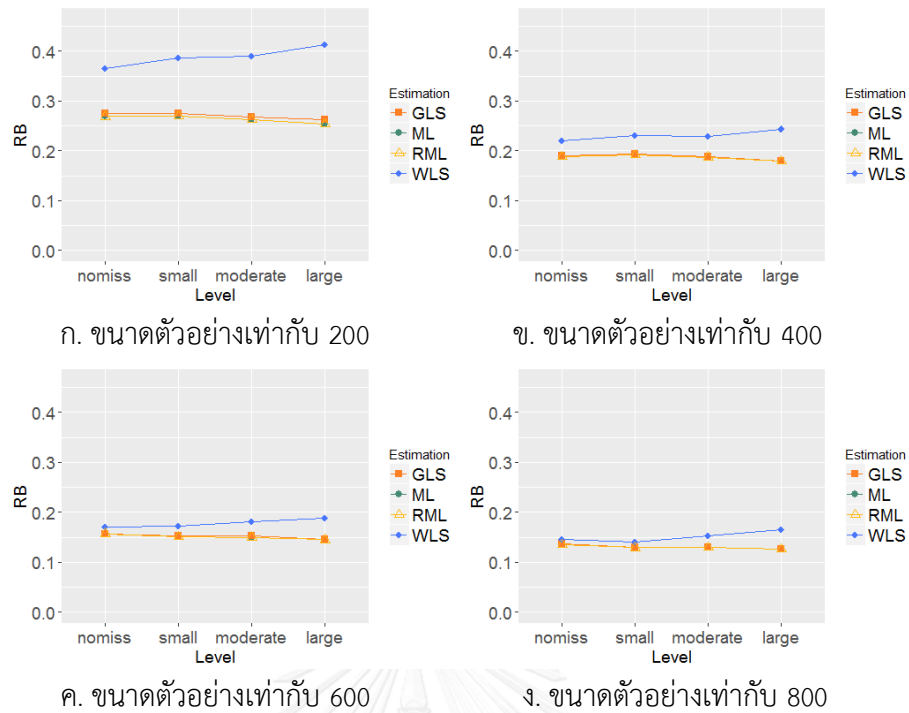 0.4
0.3
0.2
0.1
0.0
RB
nomiss small moderate large
Level
Estimation
GLS
ML
RML
WLS
ก. ขนาดตัวอย่างเท่ากับ 200
0.4
0.3
0.2
0.1
0.0
RB
nomiss small moderate large
Level
Estimation
GLS
ML
RML
WLS
ข. ขนาดตัวอย่างเท่ากับ 400
0.4
0.3
0.2
0.1
0.0
RB
nomiss small moderate large
Level
Estimation
GLS
ML
RML
WLS
ค. ขนาดตัวอย่างเท่ากับ 600
0.4
0.3
0.2
0.1
0.0
RB
nomiss small moderate large
Level
Estimation
GLS
ML
RML
WLS
ง. ขนาดตัวอย่างเท่ากับ 800